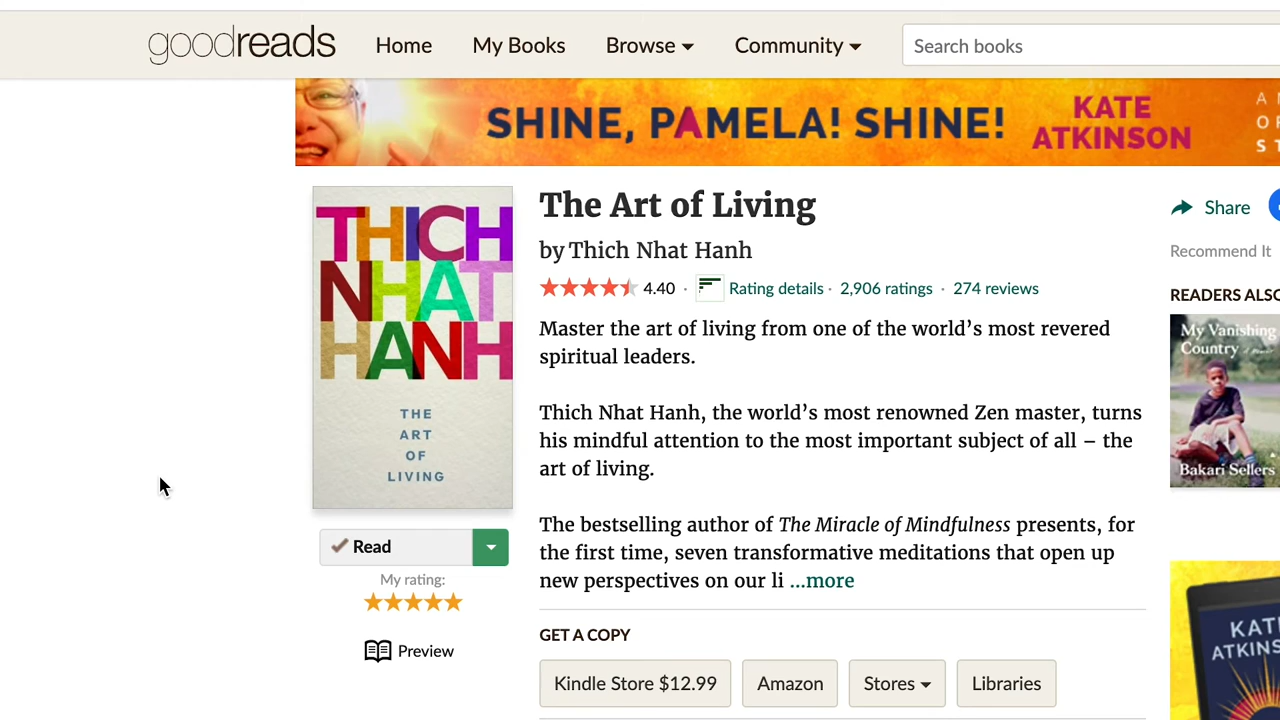 goodreads
Home
My Books
Browse
Community
Search books
SHINE, PAMELA! SHINE!
KATE
ATKINSON
THICH
NHAT
HANH
THE
ART
OF
LIVING
Read
My rating:
Preview
The Art of Living
by Thich Nhat Hanh
4.40 · Rating details · 2,906 ratings · 274 reviews
Master the art of living from one of the world’s most revered
spiritual leaders.
Thich Nhat Hanh, the world’s most renowned Zen master, turns
his mindful attention to the most important subject of all – the
art of living.
The bestselling author of The Miracle of Mindfulness presents, for
the first time, seven transformative meditations that open up
new perspectives on our li ...more
GET A COPY
Kindle Store $12.99
Amazon
Stores
Libraries
Share
Recommend It
READERS ALSO
My Vanishing
Country
Bakari Sellers